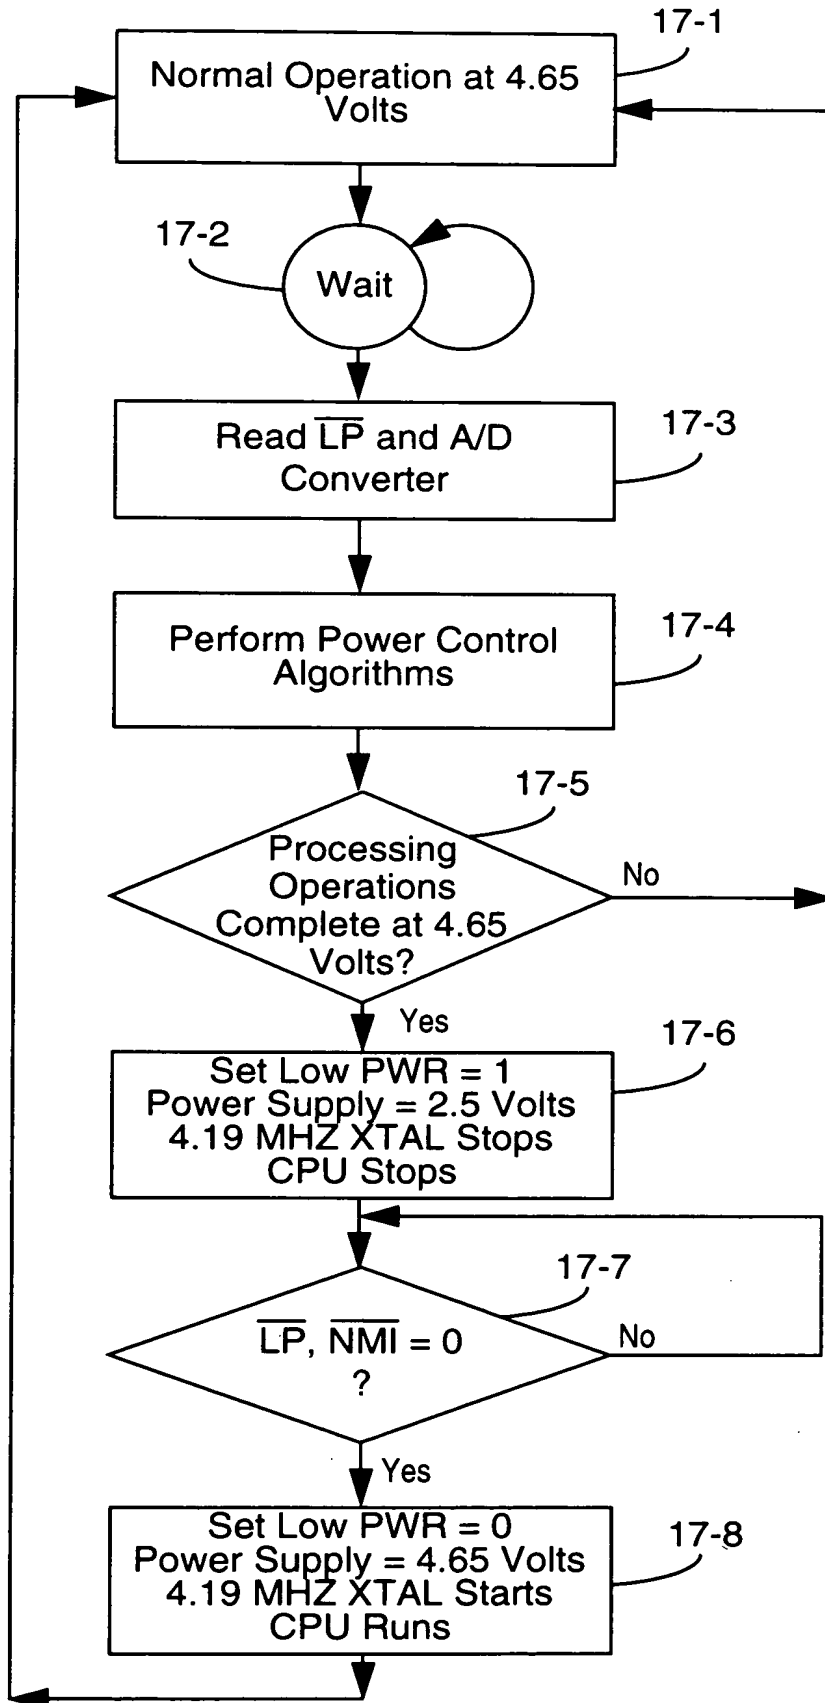 17-1
Normal Operation at 4.65
Volts
17-2
Wait
17-3
Read L̅P̅ and A/D
Converter
17-4
Perform Power Control
Algorithms
17-5
Processing
Operations
Complete at 4.65
Volts?
No
Yes
17-6
Set Low PWR = 1
Power Supply = 2.5 Volts
4.19 MHZ XTAL Stops
CPU Stops
17-7
L̅P̅, N̅M̅I̅ = 0
?
No
Yes
17-8
Set Low PWR = 0
Power Supply = 4.65 Volts
4.19 MHZ XTAL Starts
CPU Runs